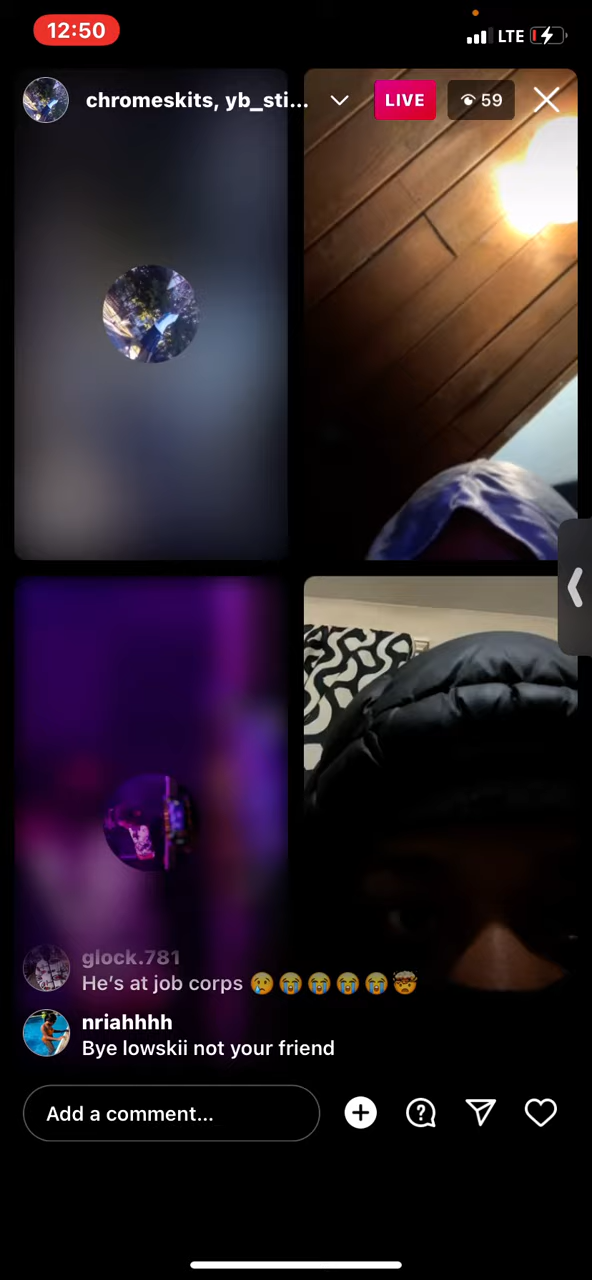 12:50
LTE
chromeskits, yb_sti...
LIVE
59
glock.781
He's at job corps 😢😭😭😭😭🤯
nriahhhh
Bye lowskii not your friend
Add a comment...